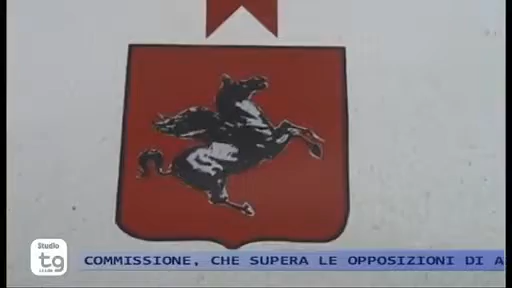 Studio
tg
COMMISSIONE, CHE SUPERA LE OPPOSIZIONI DI A